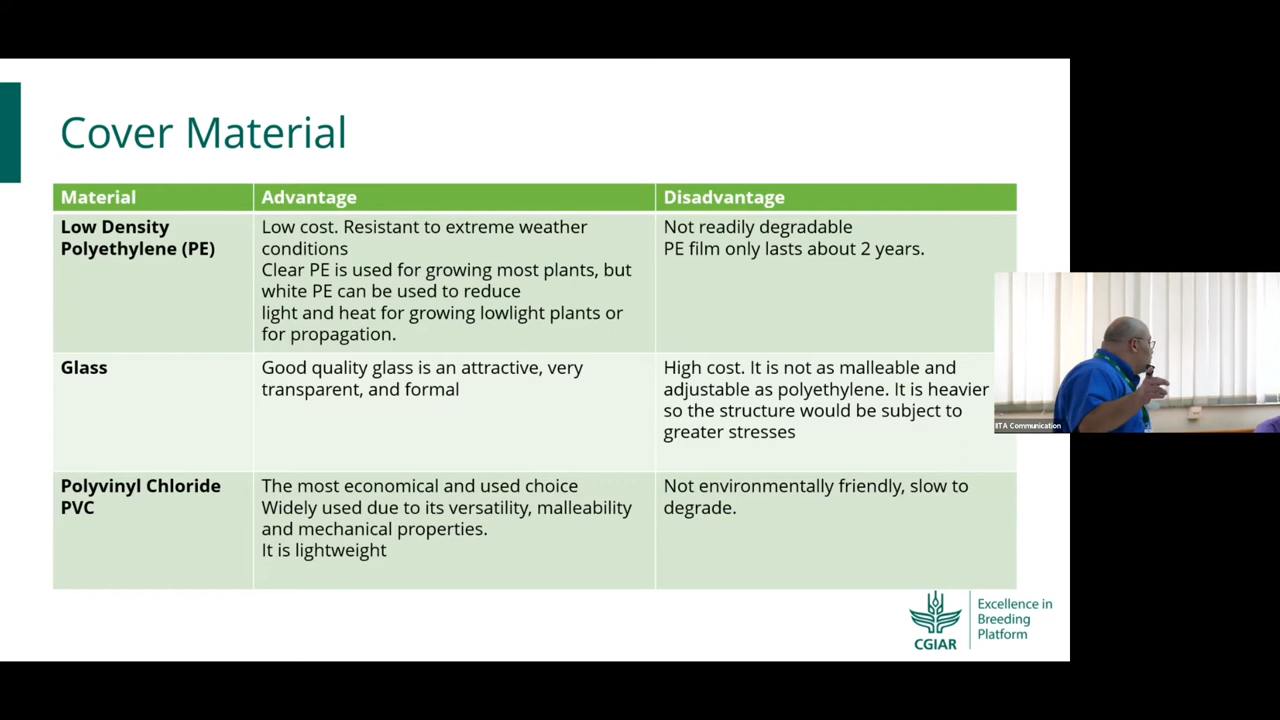 Cover Material
Material
Advantage
Disadvantage
Low Density
Polyethylene (PE)
Low cost. Resistant to extreme weather
conditions
Clear PE is used for growing most plants, but
white PE can be used to reduce
light and heat for growing lowlight plants or
for propagation.
Not readily degradable
PE film only lasts about 2 years.
Glass
Good quality glass is an attractive, very
transparent, and formal
High cost. It is not as malleable and
adjustable as polyethylene. It is heavier
so the structure would be subject to
greater stresses
Polyvinyl Chloride
PVC
The most economical and used choice
Widely used due to its versatility, malleability
and mechanical properties.
It is lightweight
Not environmentally friendly, slow to
degrade.
IITA Communication
CGIAR
Excellence in
Breeding
Platform